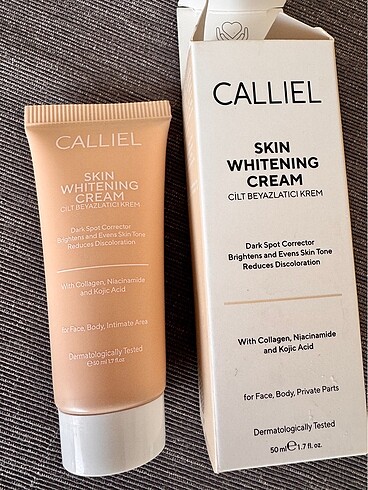 CALLIEL
SKIN
WHITENING
CREAM
CİLT BEYAZLATICI KREM
Dark Spot Corrector
Brightens and Evens Skin Tone
Reduces Discoloration
With Collagen, Niacinamide
and Kojic Acid
for Face, Body, Intimate Area
Dermatologically Tested
℮50 ml 1.7 fl.oz
CALLIEL
SKIN
WHITENING
CREAM
CİLT BEYAZLATICI KREM
Dark Spot Corrector
Brightens and Evens Skin Tone
Reduces Discoloration
With Collagen, Niacinamide
and Kojic Acid
for Face, Body, Private Parts
Dermatologically Tested
50 ml ℮ 1.7 fl. oz.